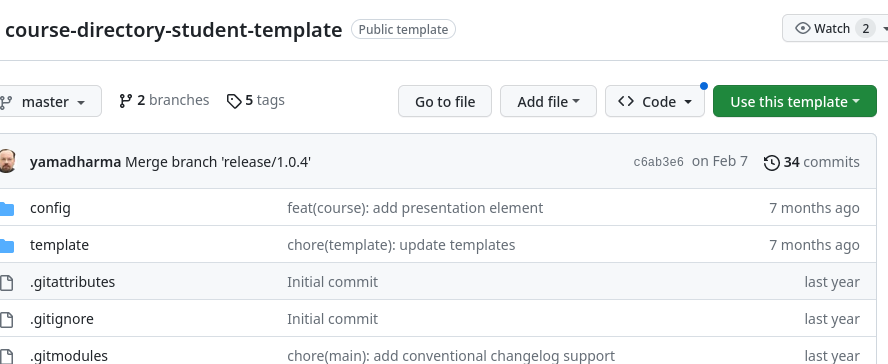 course-directory-student-template Public template Watch 2
master 2 branches 5 tags Go to file Add file Code Use this template
yamadharma Merge branch 'release/1.0.4' c6ab3e6 on Feb 7 34 commits
config feat(course): add presentation element 7 months ago
template chore(template): update templates 7 months ago
.gitattributes Initial commit last year
.gitignore Initial commit last year
.gitmodules chore(main): add conventional changelog support last year